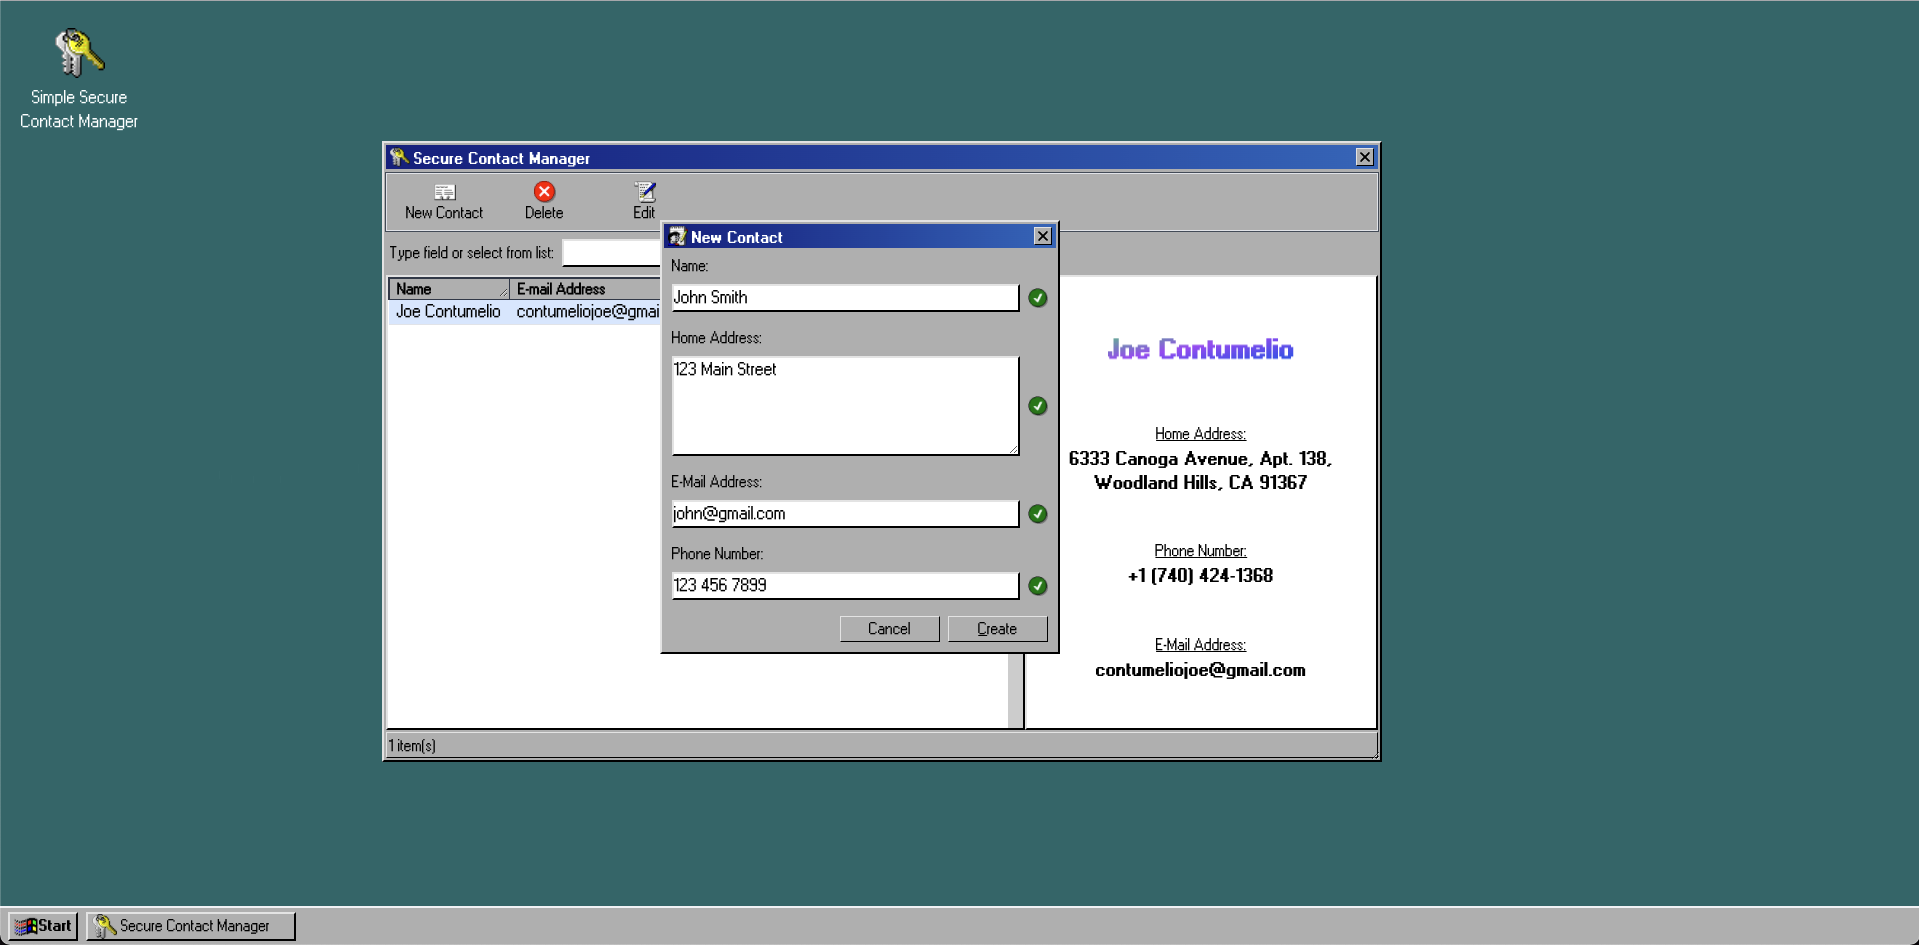 Simple Secure
Contact Manager
Secure Contact Manager
New Contact
Delete
Edit
Type field or select from list:
Name
E-mail Address
Joe Contumelio
contumeliojoe@gmai
New Contact
Name:
John Smith
Home Address:
123 Main Street
E-Mail Address:
john@gmail.com
Phone Number:
123 456 7899
Cancel
Create
Joe Contumelio
Home Address:
6333 Canoga Avenue, Apt. 138,
Woodland Hills, CA 91367
Phone Number:
+1 (740) 424-1368
E-Mail Address:
contumeliojoe@gmail.com
1 item(s)
Start
Secure Contact Manager